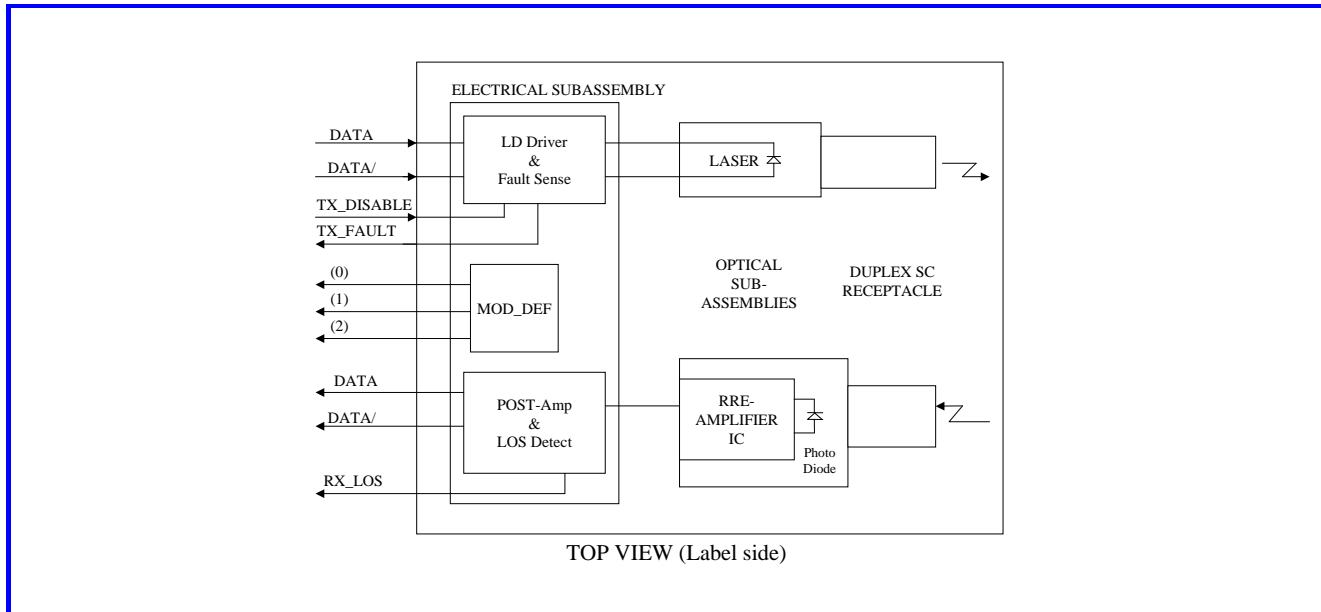 ELECTRICAL SUBASSEMBLY
DATA
DATA/
TX_DISABLE
TX_FAULT
LD Driver
&
Fault Sense
LASER
(0)
(1)
(2)
MOD_DEF
OPTICAL
SUB-
ASSEMBLIES
DUPLEX SC
RECEPTACLE
DATA
DATA/
RX_LOS
POST-Amp
&
LOS Detect
RRE-
AMPLIFIER
IC
Photo
Diode
TOP VIEW (Label side)